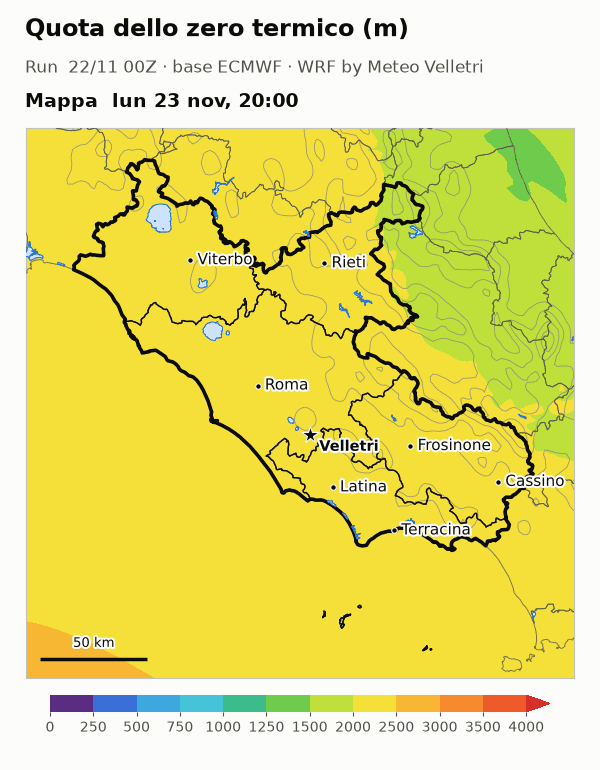 Quota dello zero termico (m)
Run 22/11 00Z · base ECMWF · WRF by Meteo Velletri
Mappa lun 23 nov, 20:00
Viterbo
Rieti
Roma
Velletri
Frosinone
Cassino
Latina
Terracina
50 km
0 250 500 750 1000 1250 1500 2000 2500 3000 3500 4000